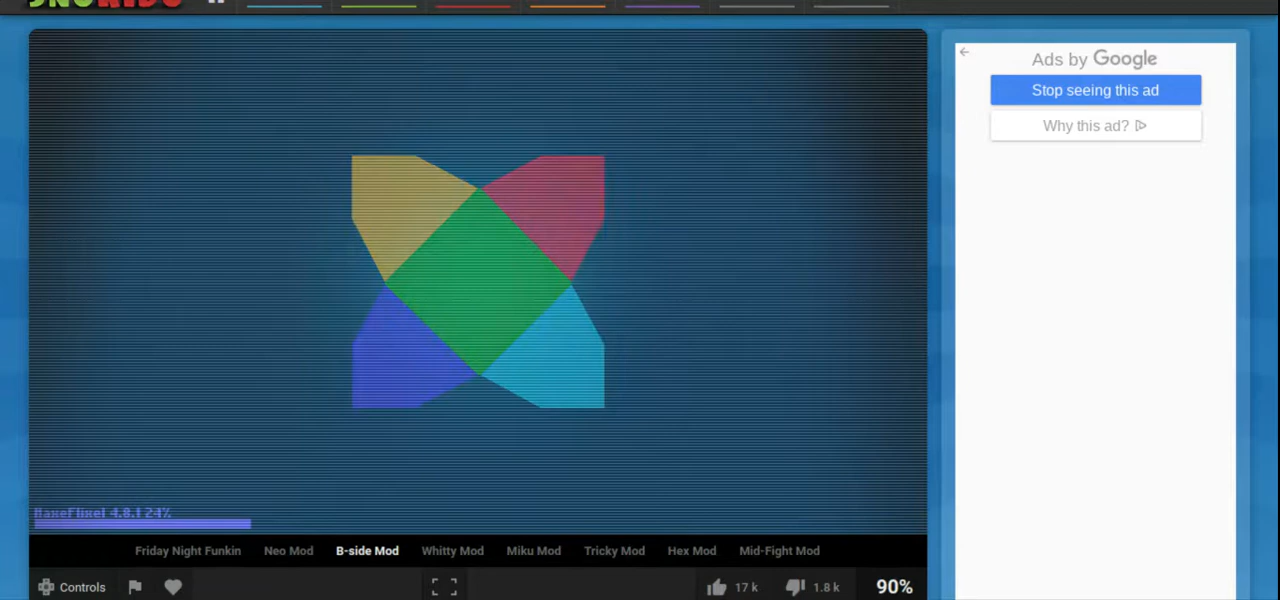 SNOKIDO
Ads by Google
Stop seeing this ad
Why this ad?
HaxeFlixel 4.8.1 24%
Friday Night Funkin
Neo Mod
B-side Mod
Whitty Mod
Miku Mod
Tricky Mod
Hex Mod
Mid-Fight Mod
Controls
17 k
1.8 k
90%